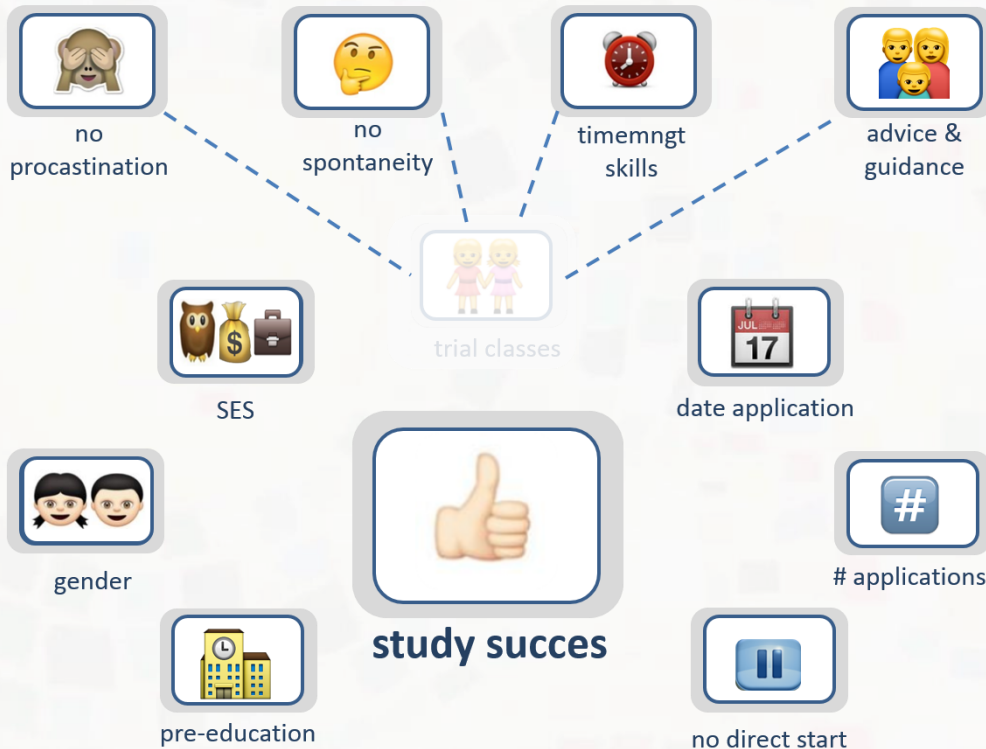 no
procastination
no
spontaneity
timemngt
skills
advice &
guidance
trial classes
SES
JUL
17
date application
gender
#
# applications
study succes
pre-education
no direct start
$